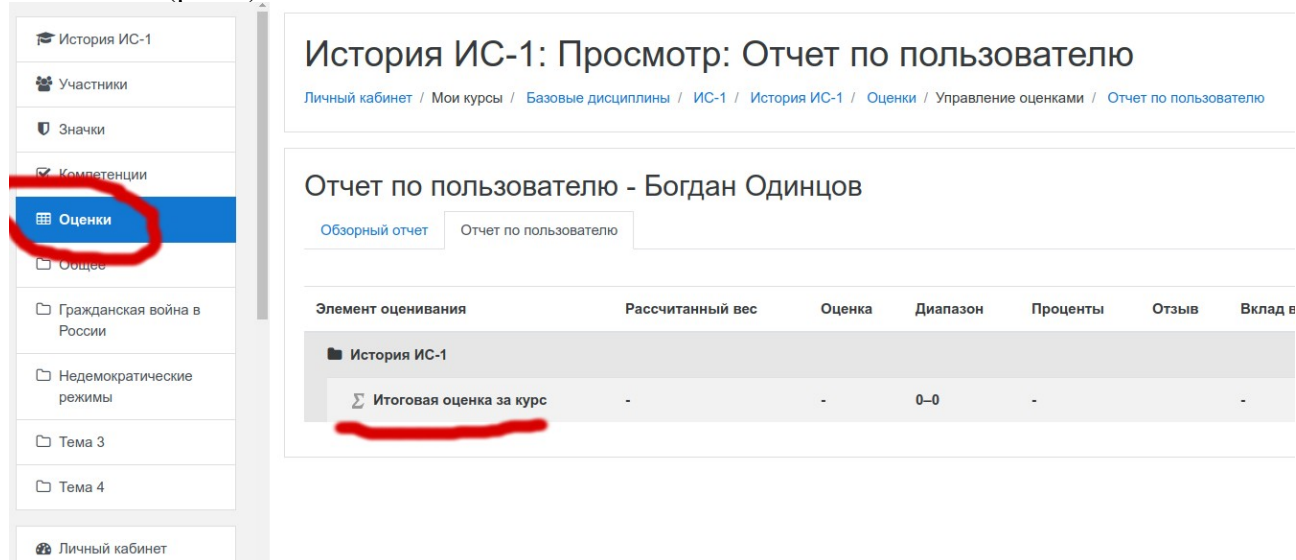 История ИС-1
Участники
Значки
Компетенции
Оценки
Общее
Гражданская война в
России
Недемократические
режимы
Тема 3
Тема 4
Личный кабинет
История ИС-1: Просмотр: Отчет по пользователю
Личный кабинет / Мои курсы / Базовые дисциплины / ИС-1 / История ИС-1 / Оценки / Управление оценками / Отчет по пользователю
Отчет по пользователю - Богдан Одинцов
Обзорный отчет Отчет по пользователю
Элемент оценивания Рассчитанный вес Оценка Диапазон Проценты Отзыв Вклад в
История ИС-1
∑ Итоговая оценка за курс - - 0–0 - -